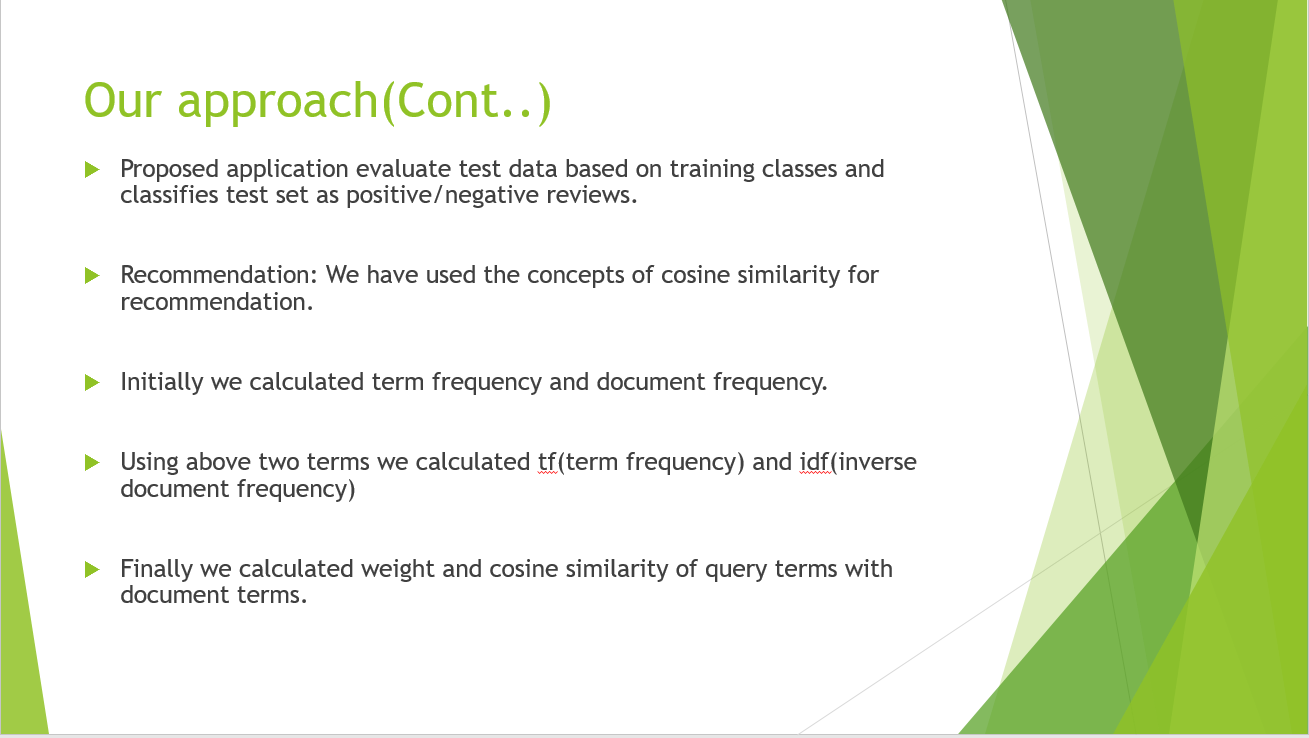 Our approach(Cont..)
Proposed application evaluate test data based on training classes and
classifies test set as positive/negative reviews.
Recommendation: We have used the concepts of cosine similarity for
recommendation.
Initially we calculated term frequency and document frequency.
Using above two terms we calculated tf(term frequency) and idf(inverse
document frequency)
Finally we calculated weight and cosine similarity of query terms with
document terms.